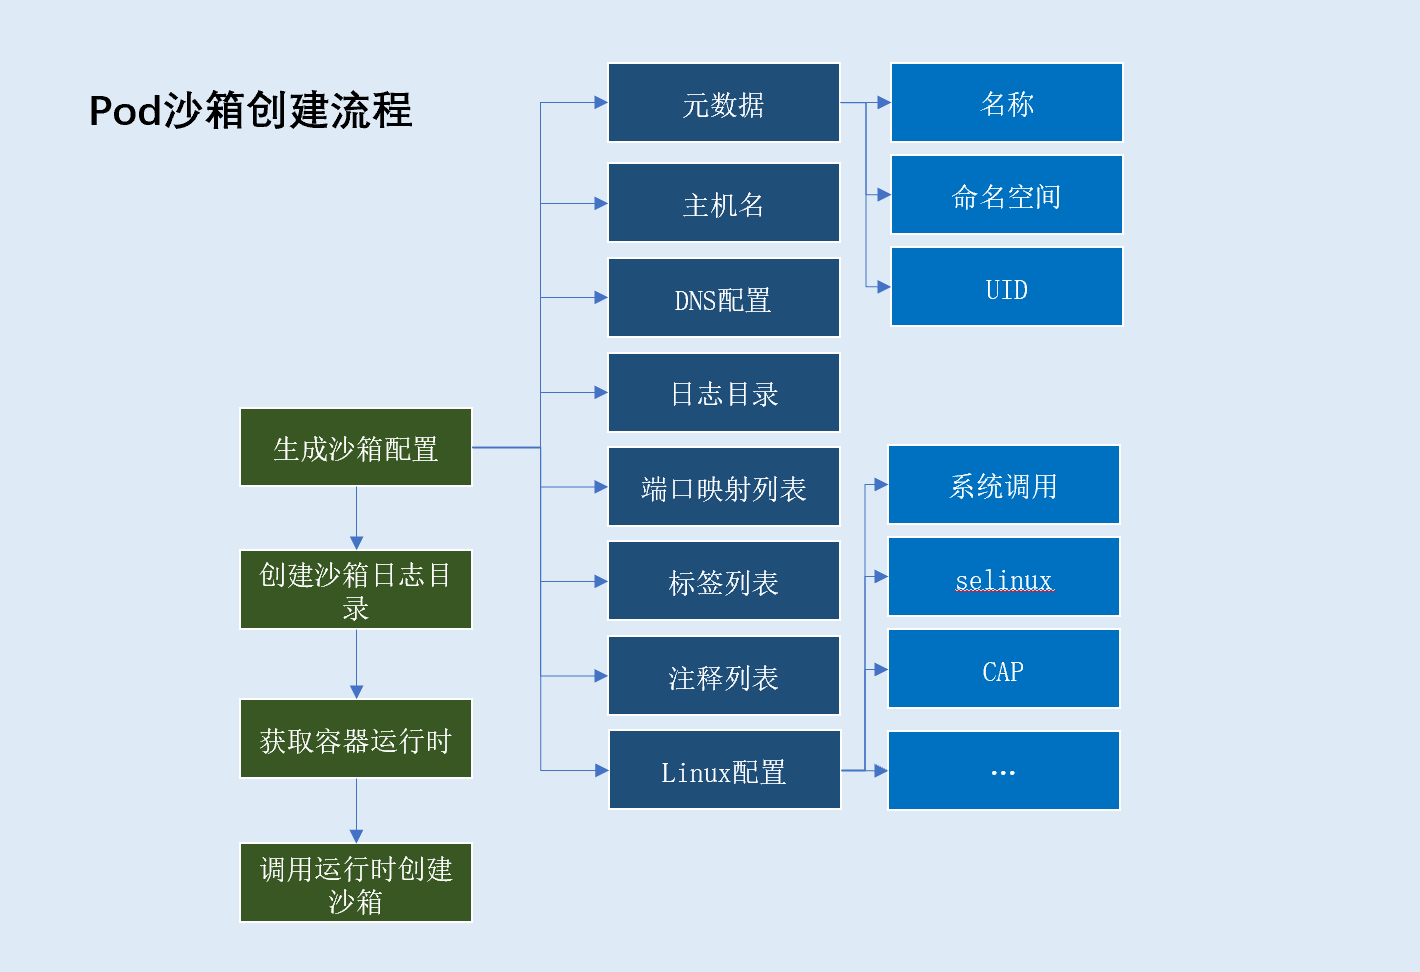 Pod沙箱创建流程
元数据
名称
命名空间
UID
主机名
DNS配置
日志目录
端口映射列表
标签列表
注释列表
Linux配置
系统调用
selinux
CAP
...
生成沙箱配置
创建沙箱日志目
录
获取容器运行时
调用运行时创建
沙箱